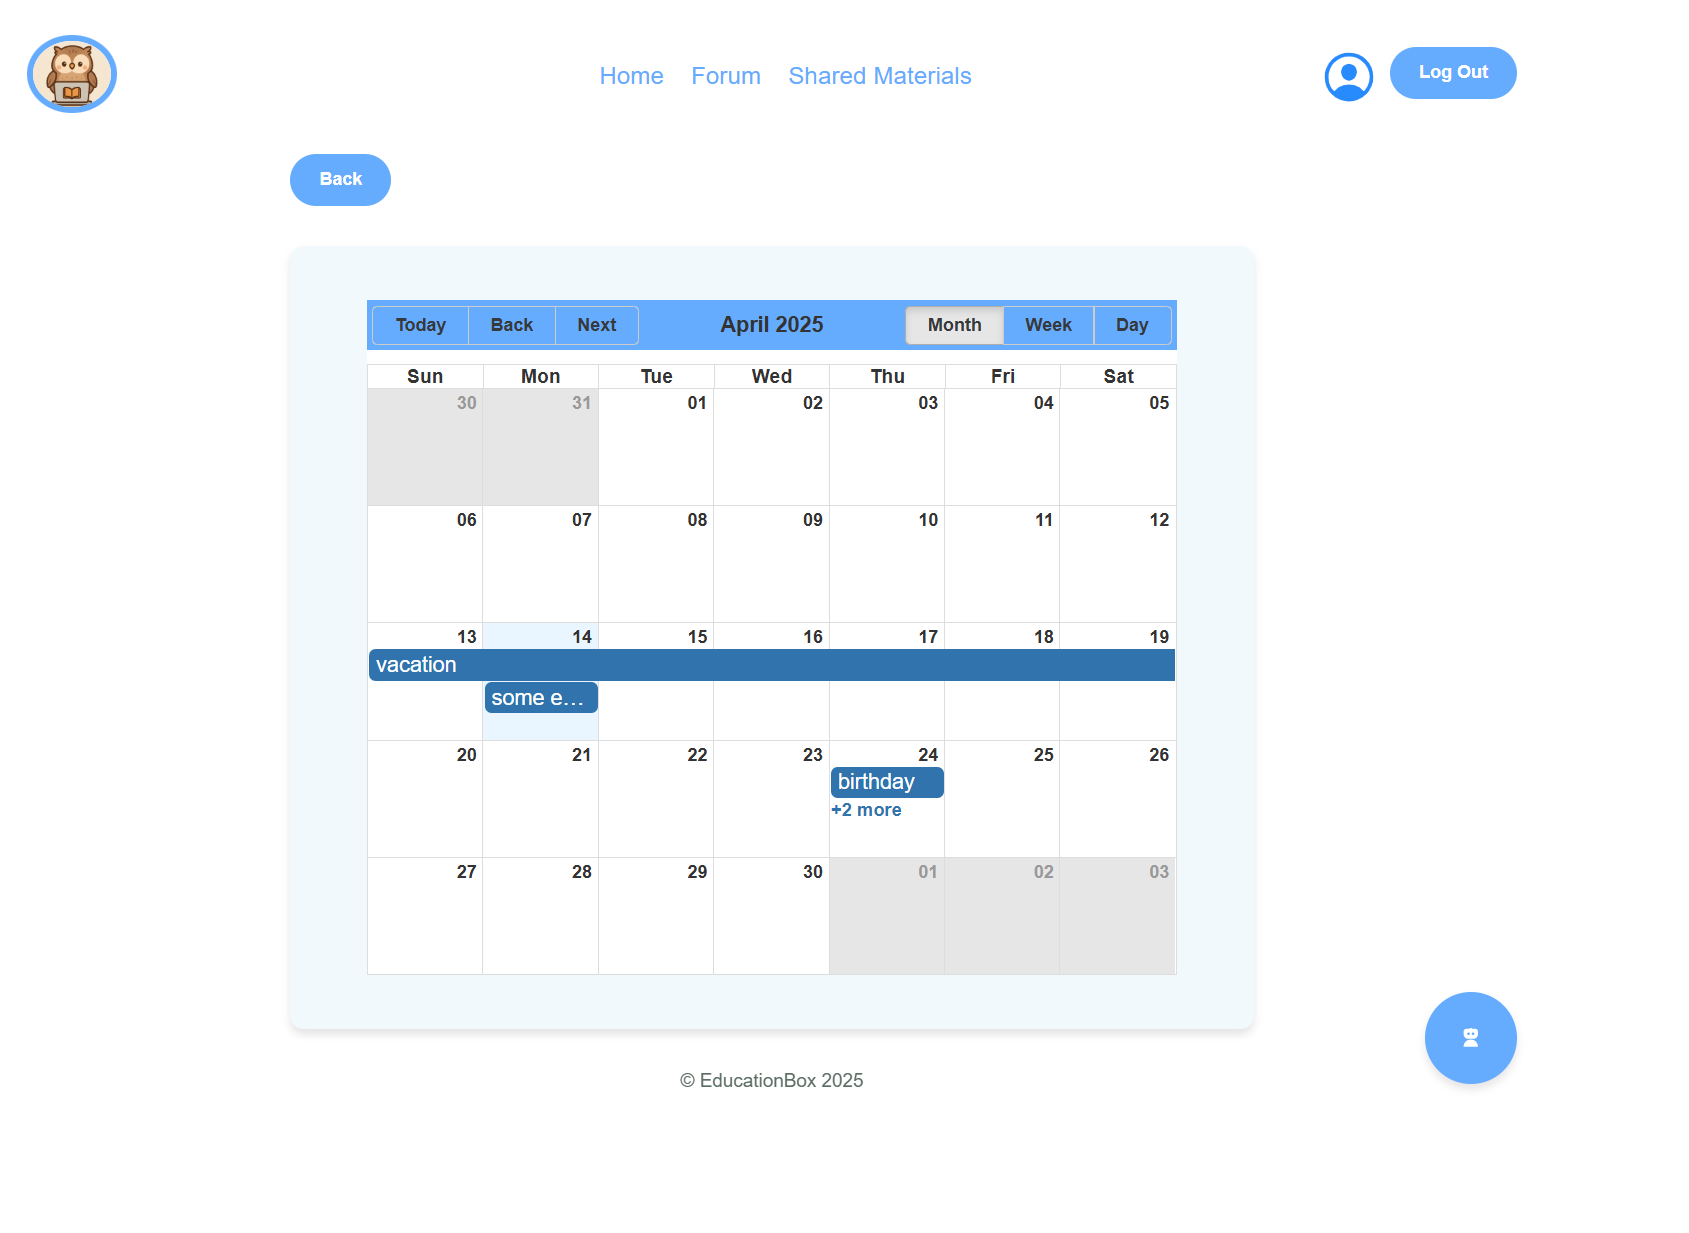 Home Forum Shared Materials Log Out
Back
Today Back Next April 2025 Month Week Day
Sun Mon Tue Wed Thu Fri Sat
30 31 01 02 03 04 05
06 07 08 09 10 11 12
13 14 15 16 17 18 19
vacation
some e…
20 21 22 23 24 25 26
birthday
+2 more
27 28 29 30 01 02 03
© EducationBox 2025